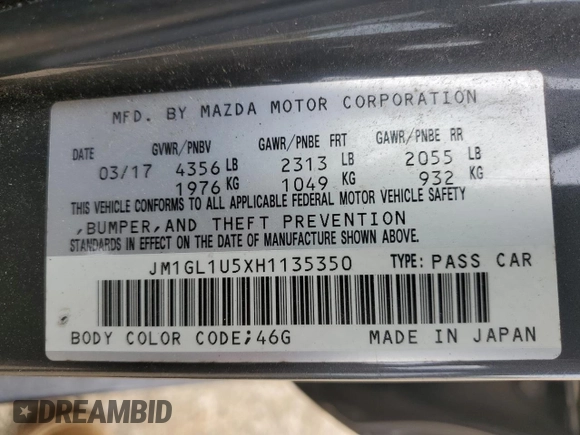 MFD. BY MAZDA MOTOR CORPORATION
DATE GVWR/PNBV GAWR/PNBE FRT GAWR/PNBE RR
03/17 4356 LB 2313 LB 2055 LB
1976 KG 1049 KG 932 KG
THIS VEHICLE CONFORMS TO ALL APPLICABLE FEDERAL MOTOR VEHICLE SAFETY
,BUMPER,AND THEFT PREVENTION
STANDARDS IN EFFECT ON THE DATE OF MANUFACTURE SHOWN ABOVE.
JM1GL1U5XH1135350 TYPE: PASS CAR
BODY COLOR CODE;46G MADE IN JAPAN
DREAMBID